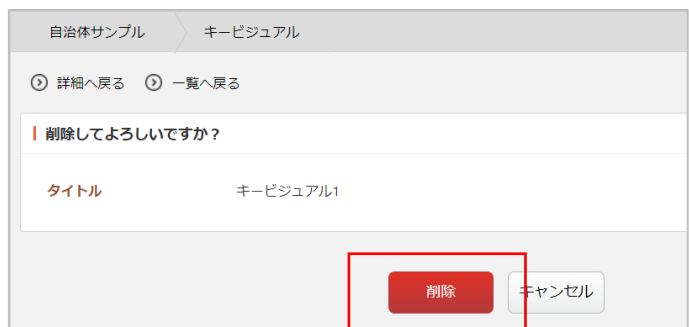 自治体サンプル キービジュアル
詳細へ戻る 一覧へ戻る
削除してよろしいですか？
タイトル キービジュアル1
削除 キャンセル